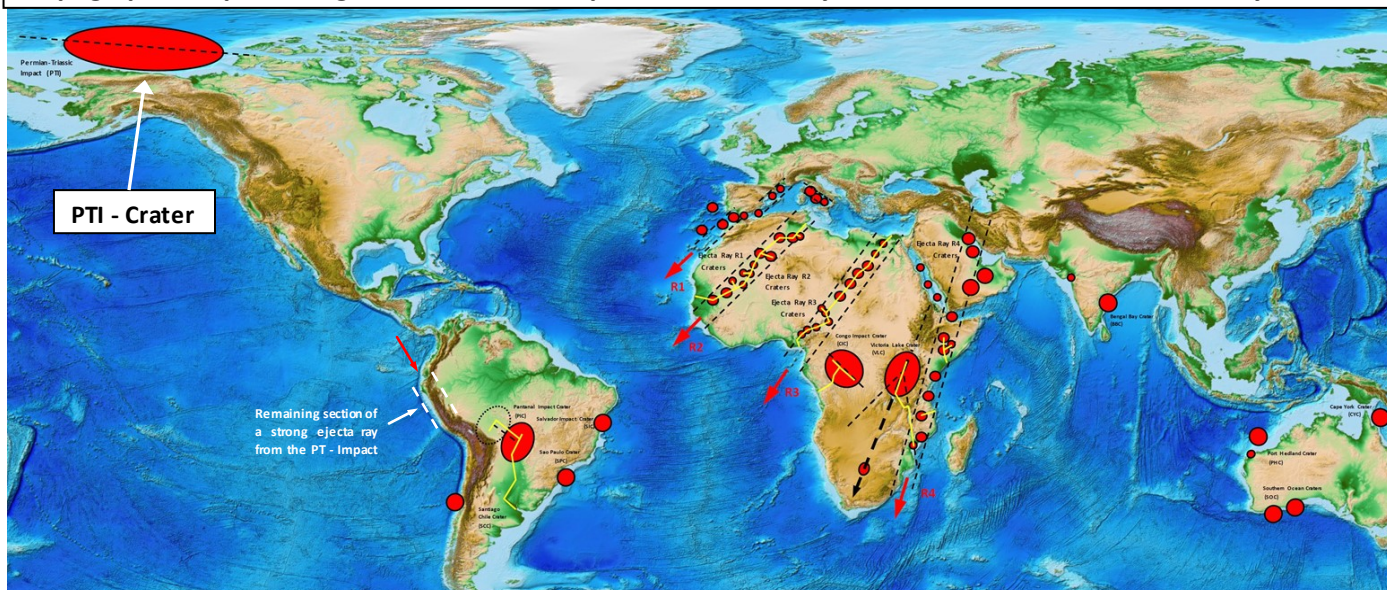 Permian-Triassic
Impact (PTI)
PTI - Crater
Remaining section of
a strong ejecta ray
from the PT - Impact
Pantanal Impact Crater
(PIC)
Salvador Impact Crater
(SIC)
Sao Paulo Crater
(SPC)
Santiago
Chile Crater
(SCC)
Ejecta Ray R1
Craters
R1
Ejecta Ray R2
Craters
R2
Ejecta Ray R3
Craters
R3
Ejecta Ray R4
Craters
R4
Congo Impact Crater
(CIC)
Victoria Lake Crater
(VLC)
Bengal Bay Crater
(BBC)
Cape York Crater
(CYC)
Port Hedland Crater
(PHC)
Southern Ocean Craters
(SOC)